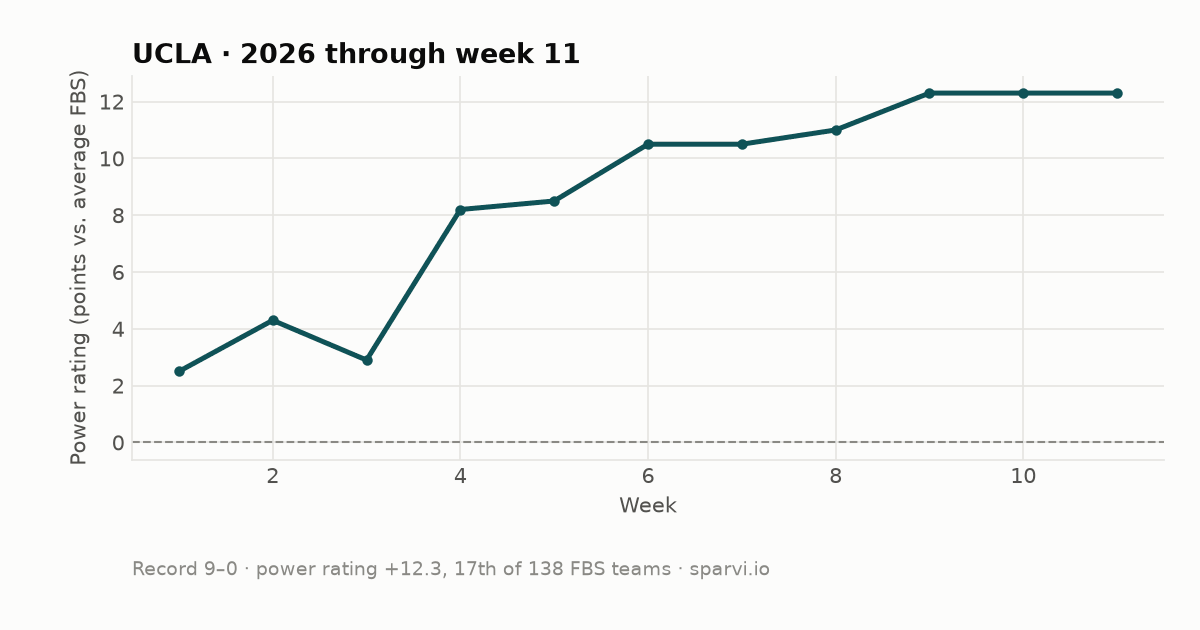 UCLA · 2026 through week 11
Power rating (points vs. average FBS)
12
10
8
6
4
2
0
2 4 6 8 10
Week
Record 9–0 · power rating +12.3, 17th of 138 FBS teams · sparvi.io